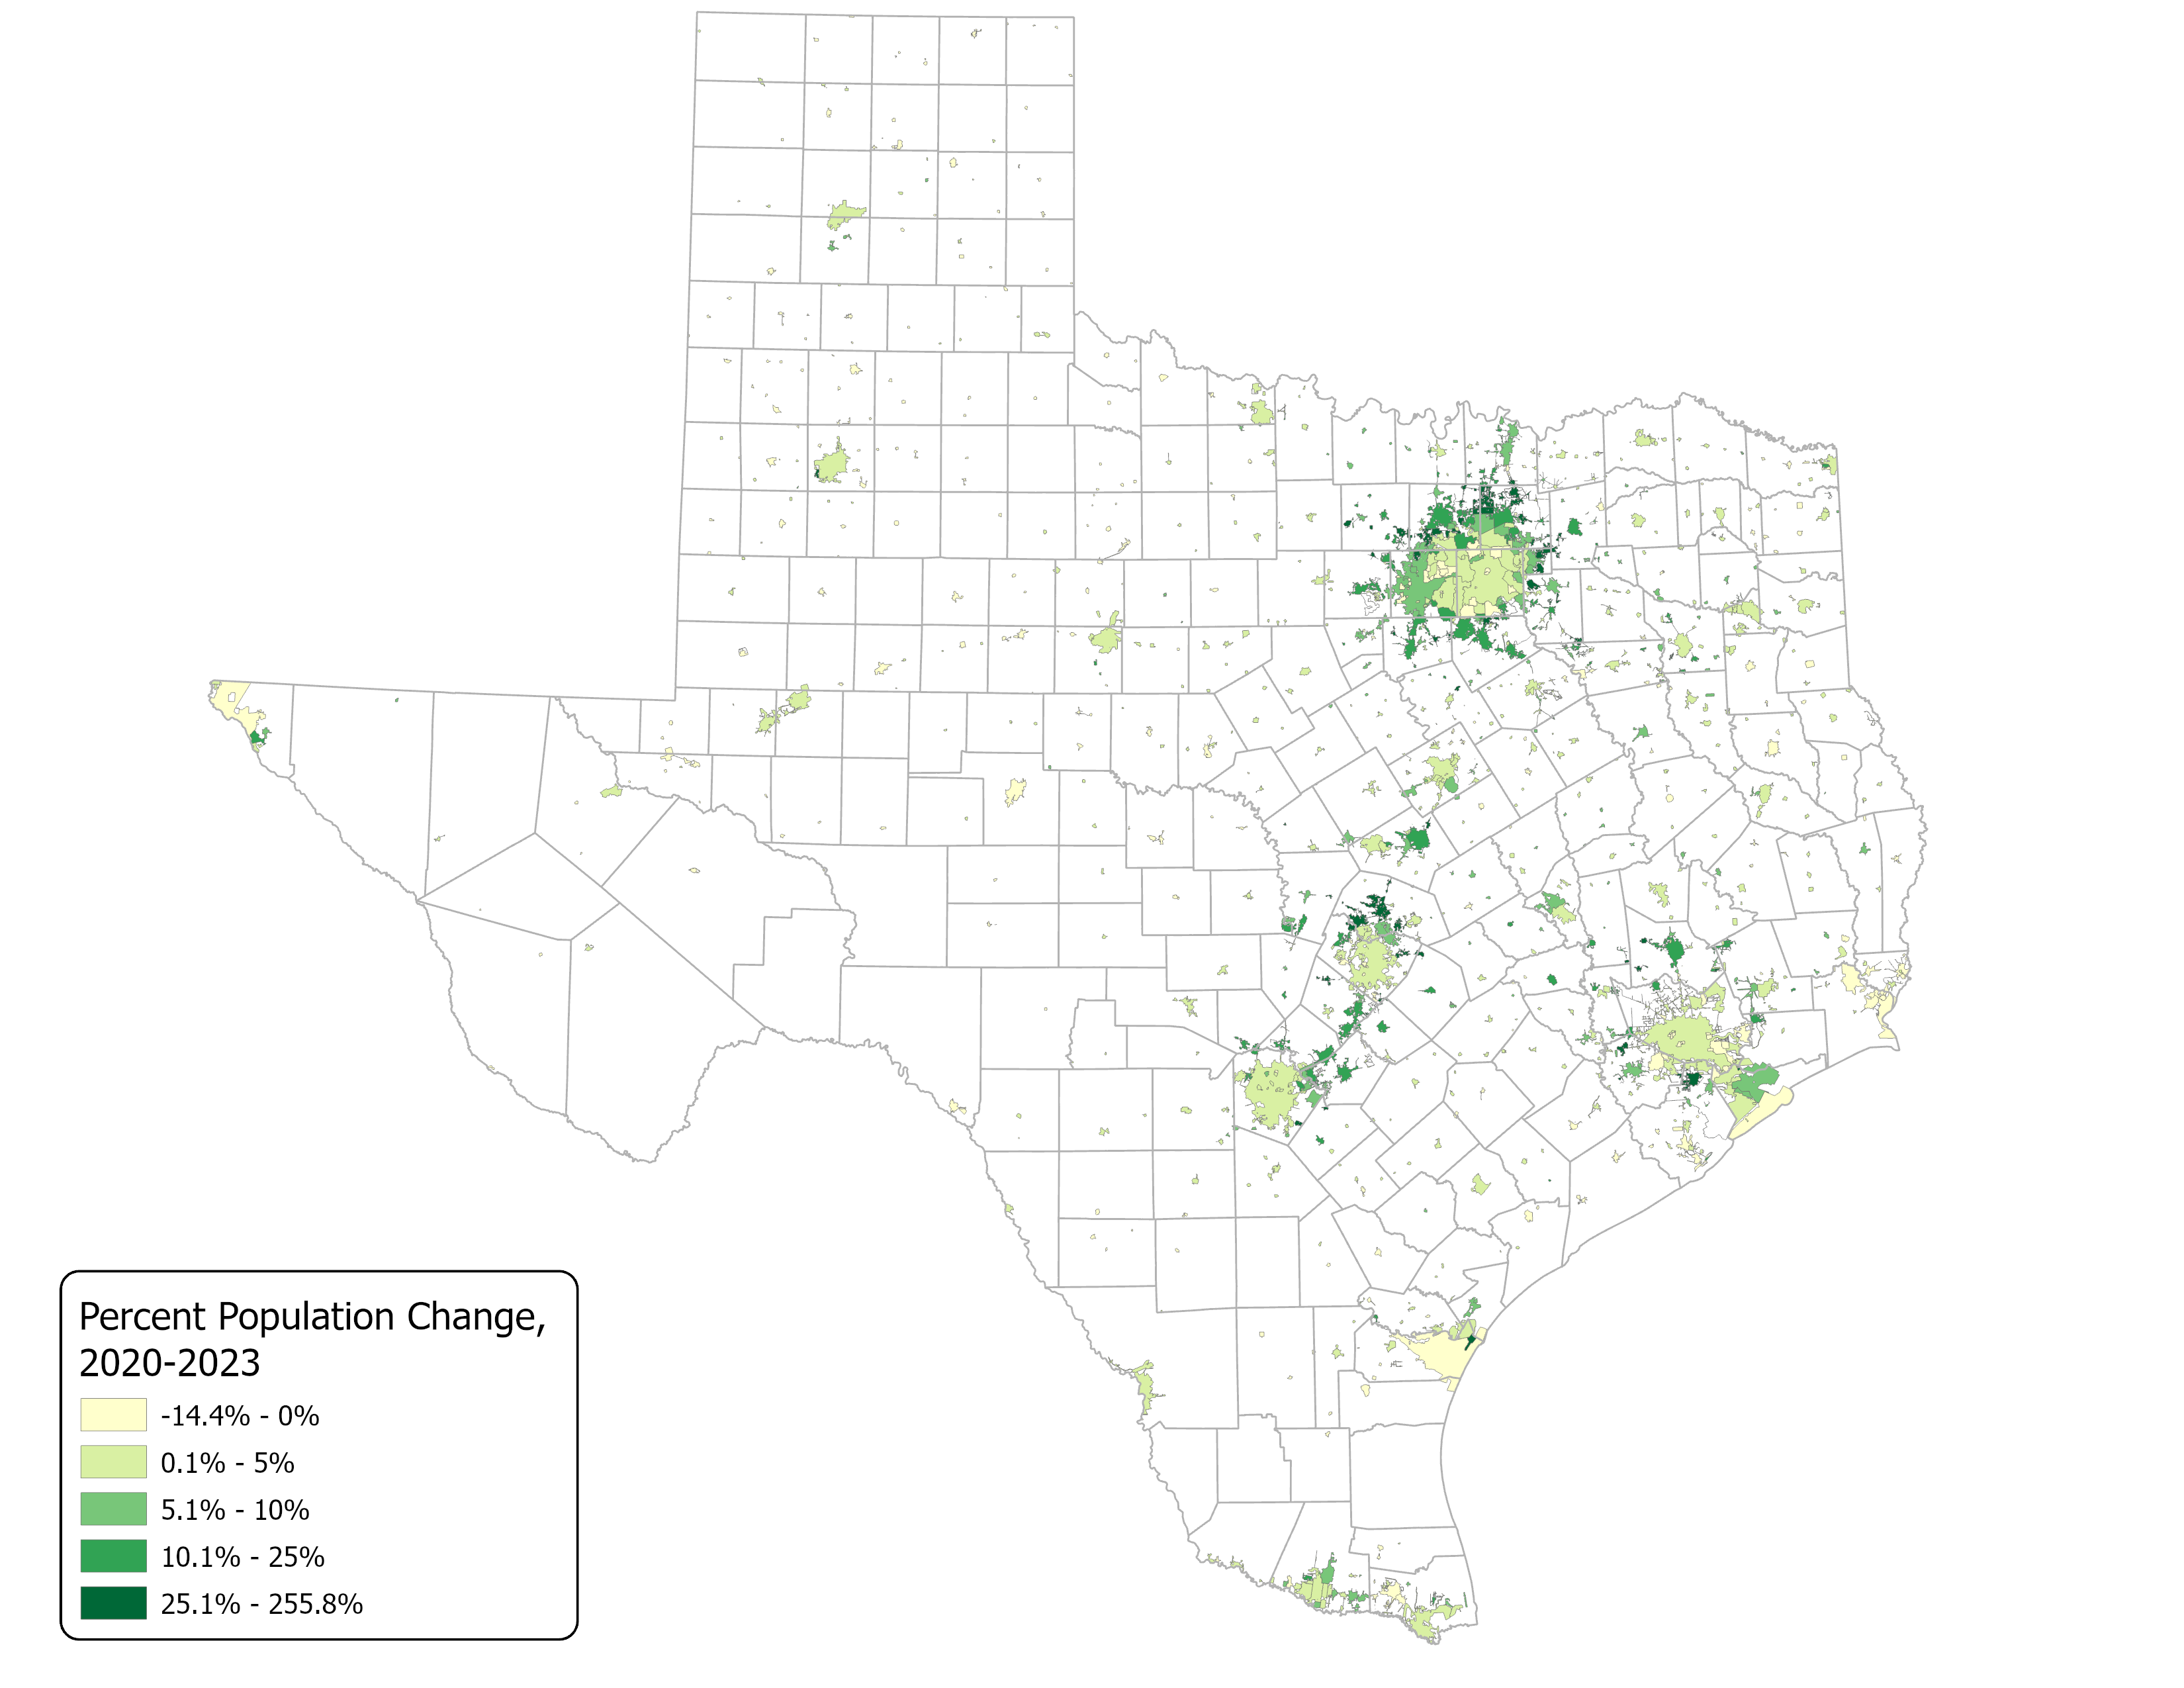 Percent Population Change,
2020-2023
-14.4% - 0%
0.1% - 5%
5.1% - 10%
10.1% - 25%
25.1% - 255.8%